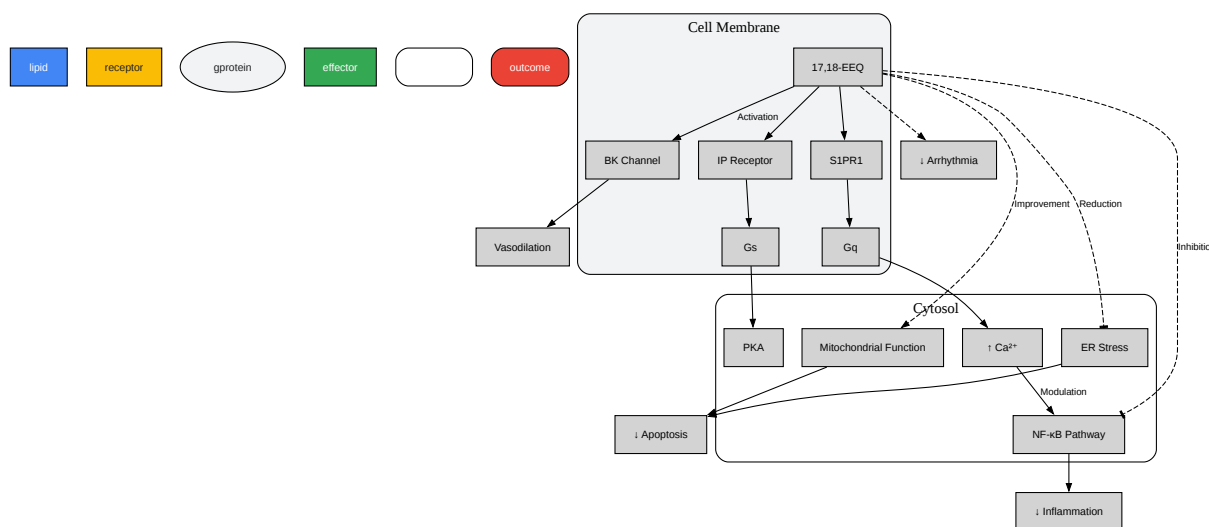 Cell Membrane
lipid
receptor
gprotein
effector
outcome
17,18-EEQ
Activation
BK Channel
IP Receptor
S1PR1
↓ Arrhythmia
Improvement
Reduction
Vasodilation
Gs
Gq
Inhibitic
Cytosol
PKA
Mitochondrial Function
↑ Ca²⁺
ER Stress
Modulation
↓ Apoptosis
NF-κB Pathway
↓ Inflammation